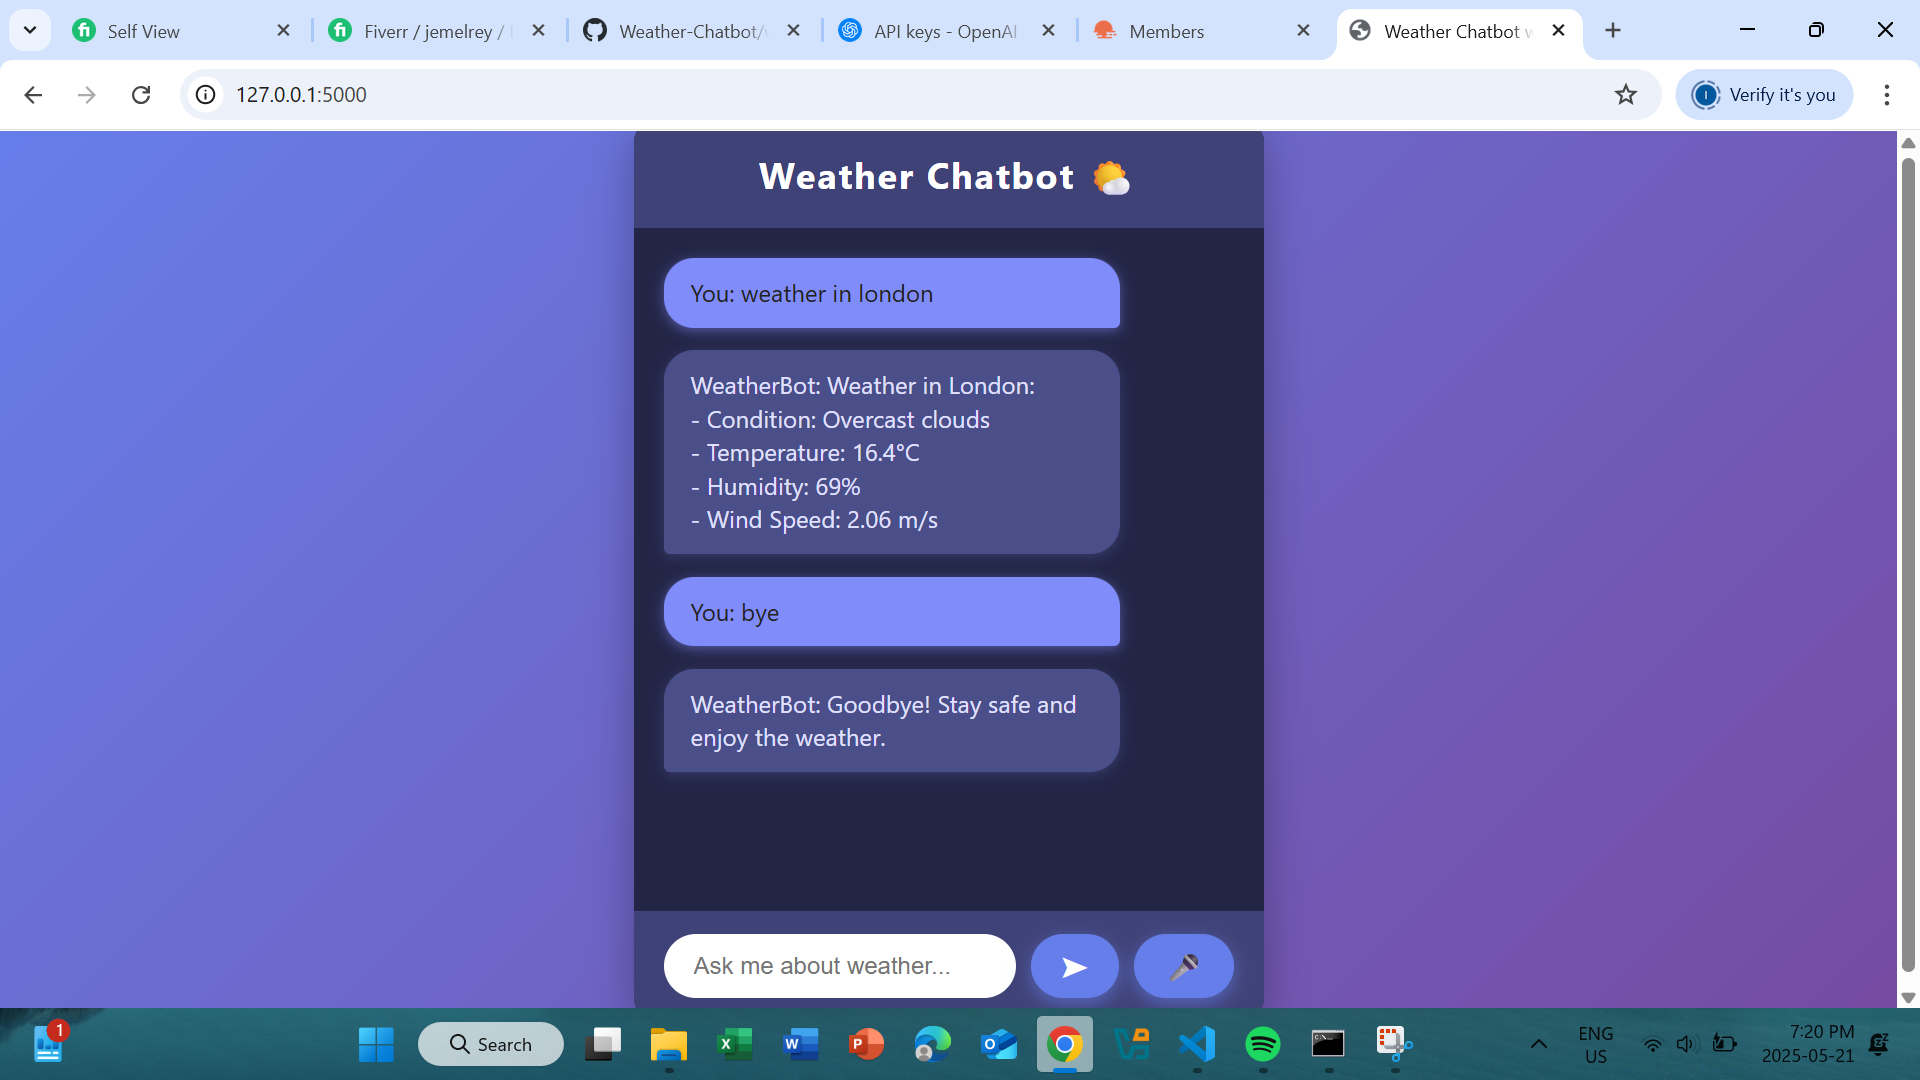 Self View
Fiverr / jemelrey /
Weather-Chatbot/
API keys - OpenAI
Members
Weather Chatbot
127.0.0.1:5000
Verify it's you
Weather Chatbot
You: weather in london
WeatherBot: Weather in London:
- Condition: Overcast clouds
- Temperature: 16.4°C
- Humidity: 69%
- Wind Speed: 2.06 m/s
You: bye
WeatherBot: Goodbye! Stay safe and
enjoy the weather.
Ask me about weather...
1
Search
ENG
US
7:20 PM
2025-05-21